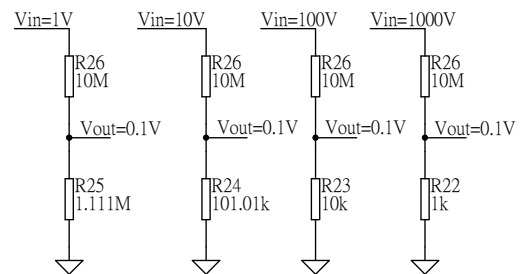 Vin=1V
Vin=10V
Vin=100V
Vin=1000V
R26
10M
R26
10M
R26
10M
R26
10M
Vout=0.1V
Vout=0.1V
Vout=0.1V
Vout=0.1V
R25
1.111M
R24
101.01k
R23
10k
R22
1k